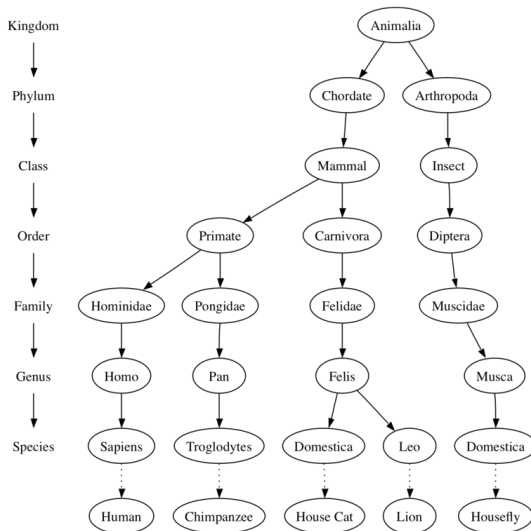 Kingdom Animalia
Phylum Chordate Arthropoda
Class Mammal Insect
Order Primate Carnivora Diptera
Family Hominidae Pongidae Felidae Muscidae
Genus Homo Pan Felis Musca
Species Sapiens Troglodytes Domestica Leo Domestica
Human Chimpanzee House Cat Lion Housefly